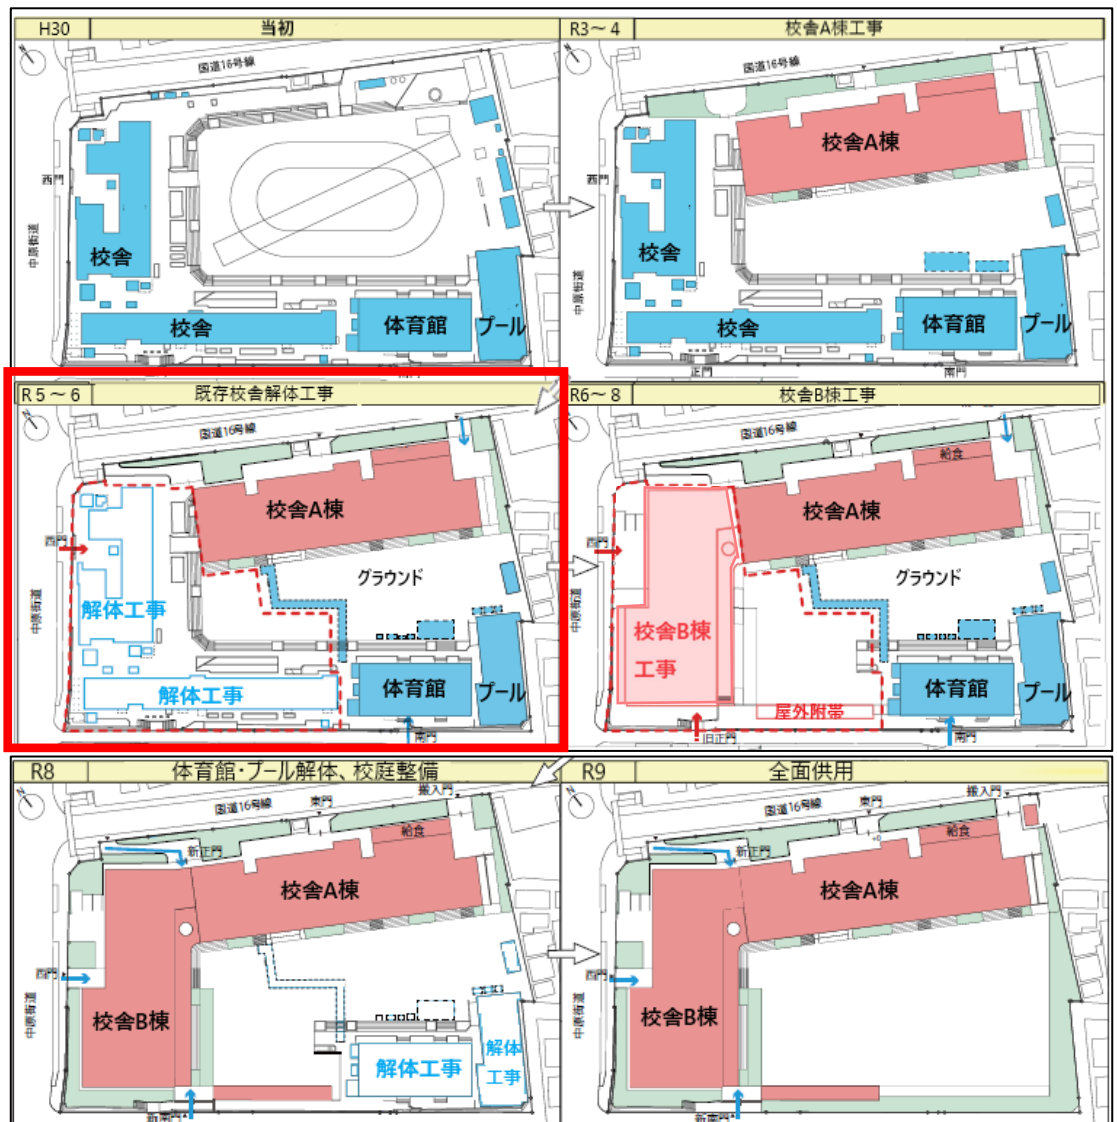 H30 当初
国道16号線
西門
中原街道
校舎
校舎
体育館
プール
正門
R3～4 校舎A棟工事
国道16号線
校舎A棟
西門
中原街道
校舎
校舎
体育館
プール
正門
南門
R5～6 既存校舎解体工事
国道16号線
校舎A棟
西門
中原街道
グラウンド
解体工事
解体工事
体育館
プール
南門
R6～8 校舎B棟工事
国道16号線
給食
校舎A棟
西門
中原街道
グラウンド
校舎B棟
工事
体育館
プール
屋外附帯
旧正門
南門
R8 体育館・プール解体、校庭整備
搬入門
東門
国道16号線
給食
新正門
校舎A棟
西門
中原街道
校舎B棟
解体工事
解体
工事
新南門
R9 全面供用
搬入門
東門
国道16号線
給食
新正門
校舎A棟
西門
中原街道
校舎B棟
新南門